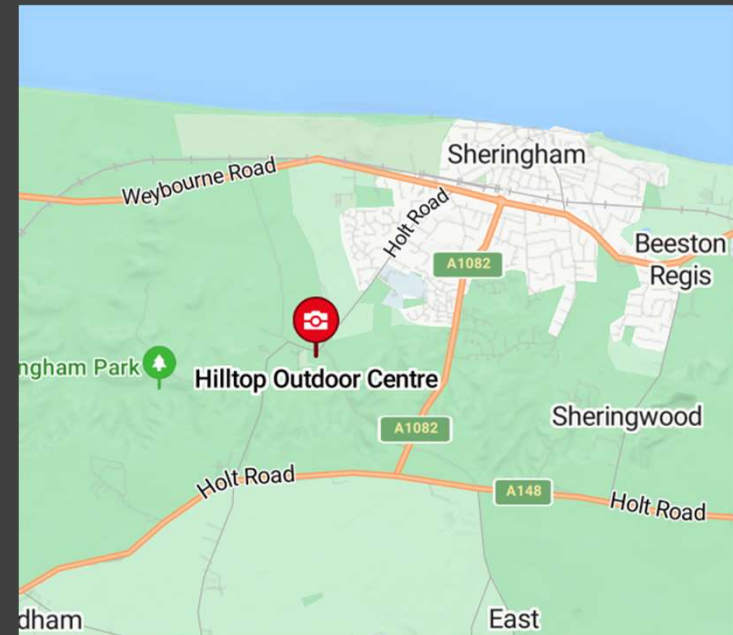 Sheringham
Weybourne Road
Holt Road
Beeston
Regis
A1082
ngham Park
Hilltop Outdoor Centre
Sheringwood
A1082
Holt Road
A148
Holt Road
dham
East